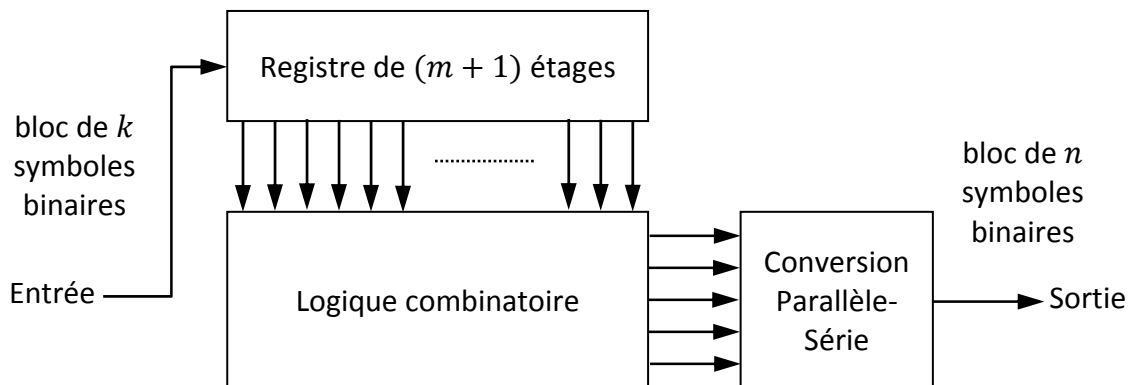 Registre de (m + 1) étages
bloc de k
symboles
binaires
bloc de n
symboles
binaires
Entrée
Logique combinatoire
Conversion
Parallèle-
Série
Sortie